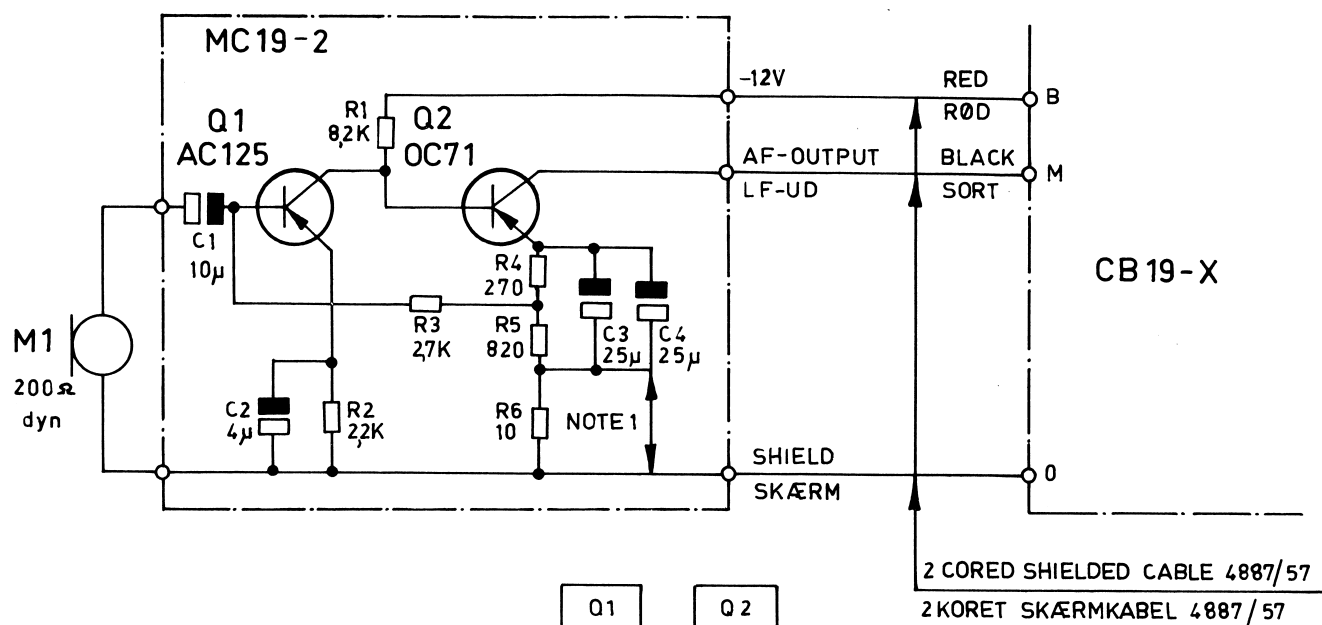 MC19-2
-12V
RED
RØD
B
R1
8,2K
Q1
AC125
Q2
OC71
AF-OUTPUT
LF-UD
BLACK
SORT
M
C1
10µ
R4
270
CB19-X
M1
200Ω
dyn
R3
2,7K
R5
820
C3
25µ
C4
25µ
C2
4µ
R2
2,2K
R6
10
NOTE 1
SHIELD
SKÆRM
0
2 CORED SHIELDED CABLE 4887/57
2 KORET SKÆRMKABEL 4887/57
Q1
Q2